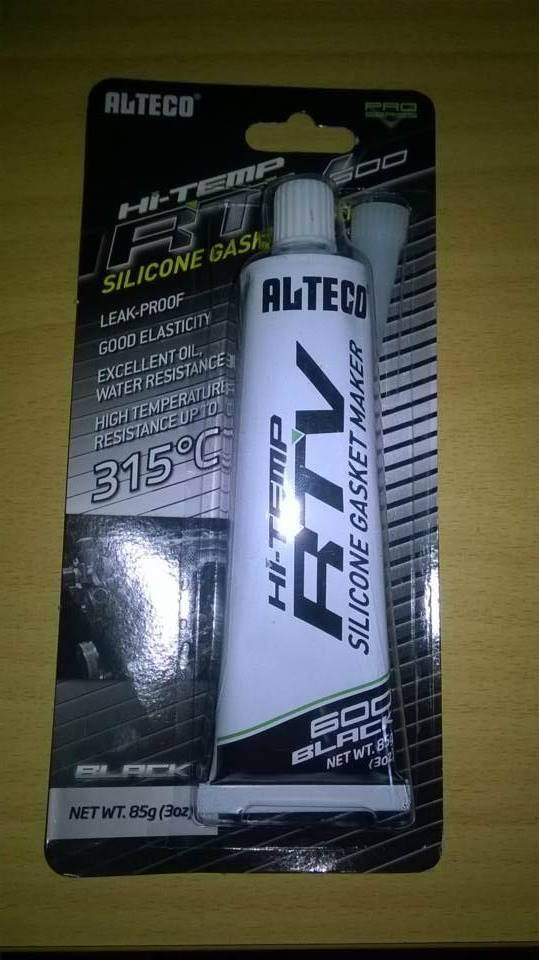 ALTECO®
PRO
Hi-TEMP
RTV 600
SILICONE GASK
LEAK-PROOF
GOOD ELASTICITY
EXCELLENT OIL,
WATER RESISTANCE
HIGH TEMPERATURE
RESISTANCE UP TO
315°C
BLACK
NET WT. 85g (3oz)
ALTECO
Hi-TEMP
RTV
SILICONE GASKET MAKER
600
BLACK
NET WT. 85g
(3oz)